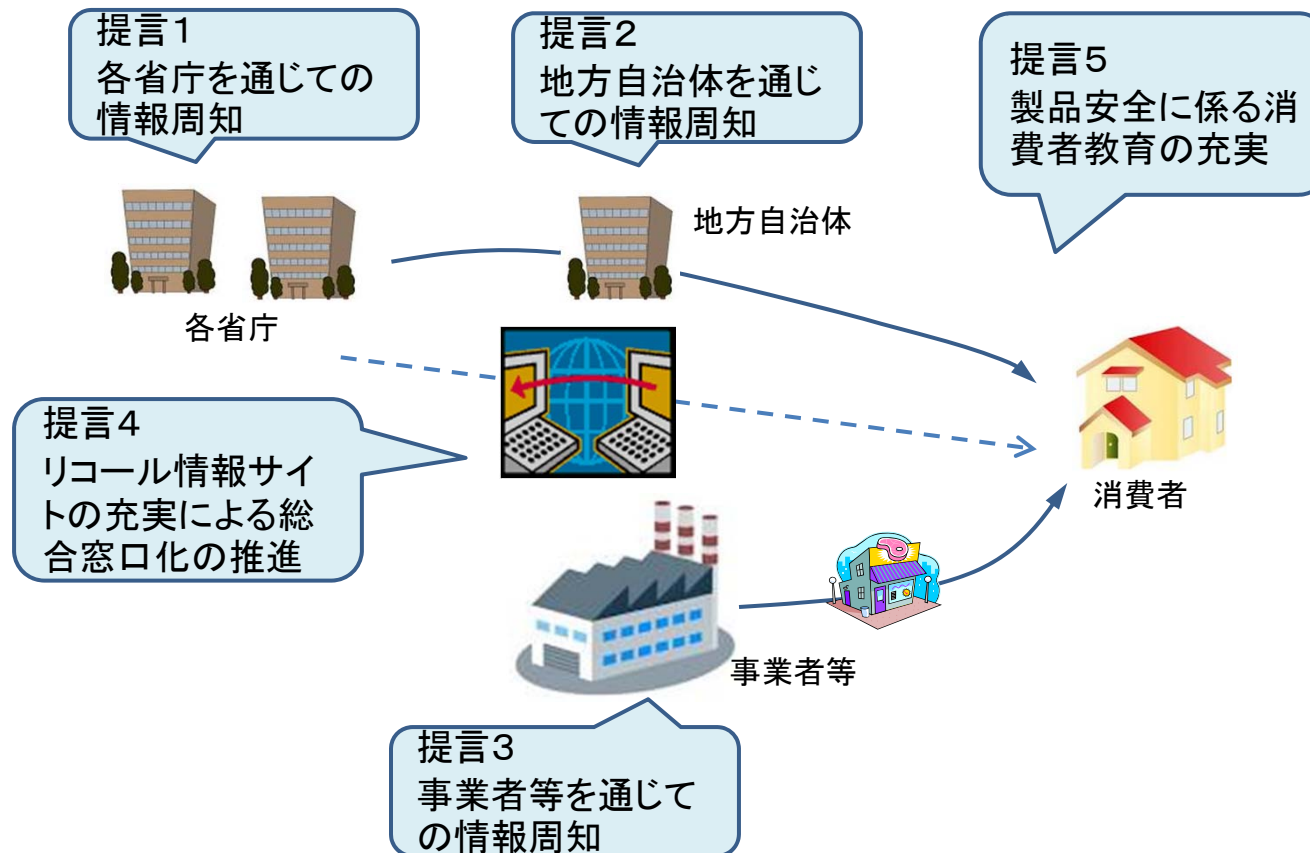 提言１
各省庁を通じての
情報周知
提言２
地方自治体を通じ
ての情報周知
提言５
製品安全に係る消
費者教育の充実
地方自治体
各省庁
提言４
リコール情報サイ
トの充実による総
合窓口化の推進
消費者
事業者等
提言３
事業者等を通じて
の情報周知